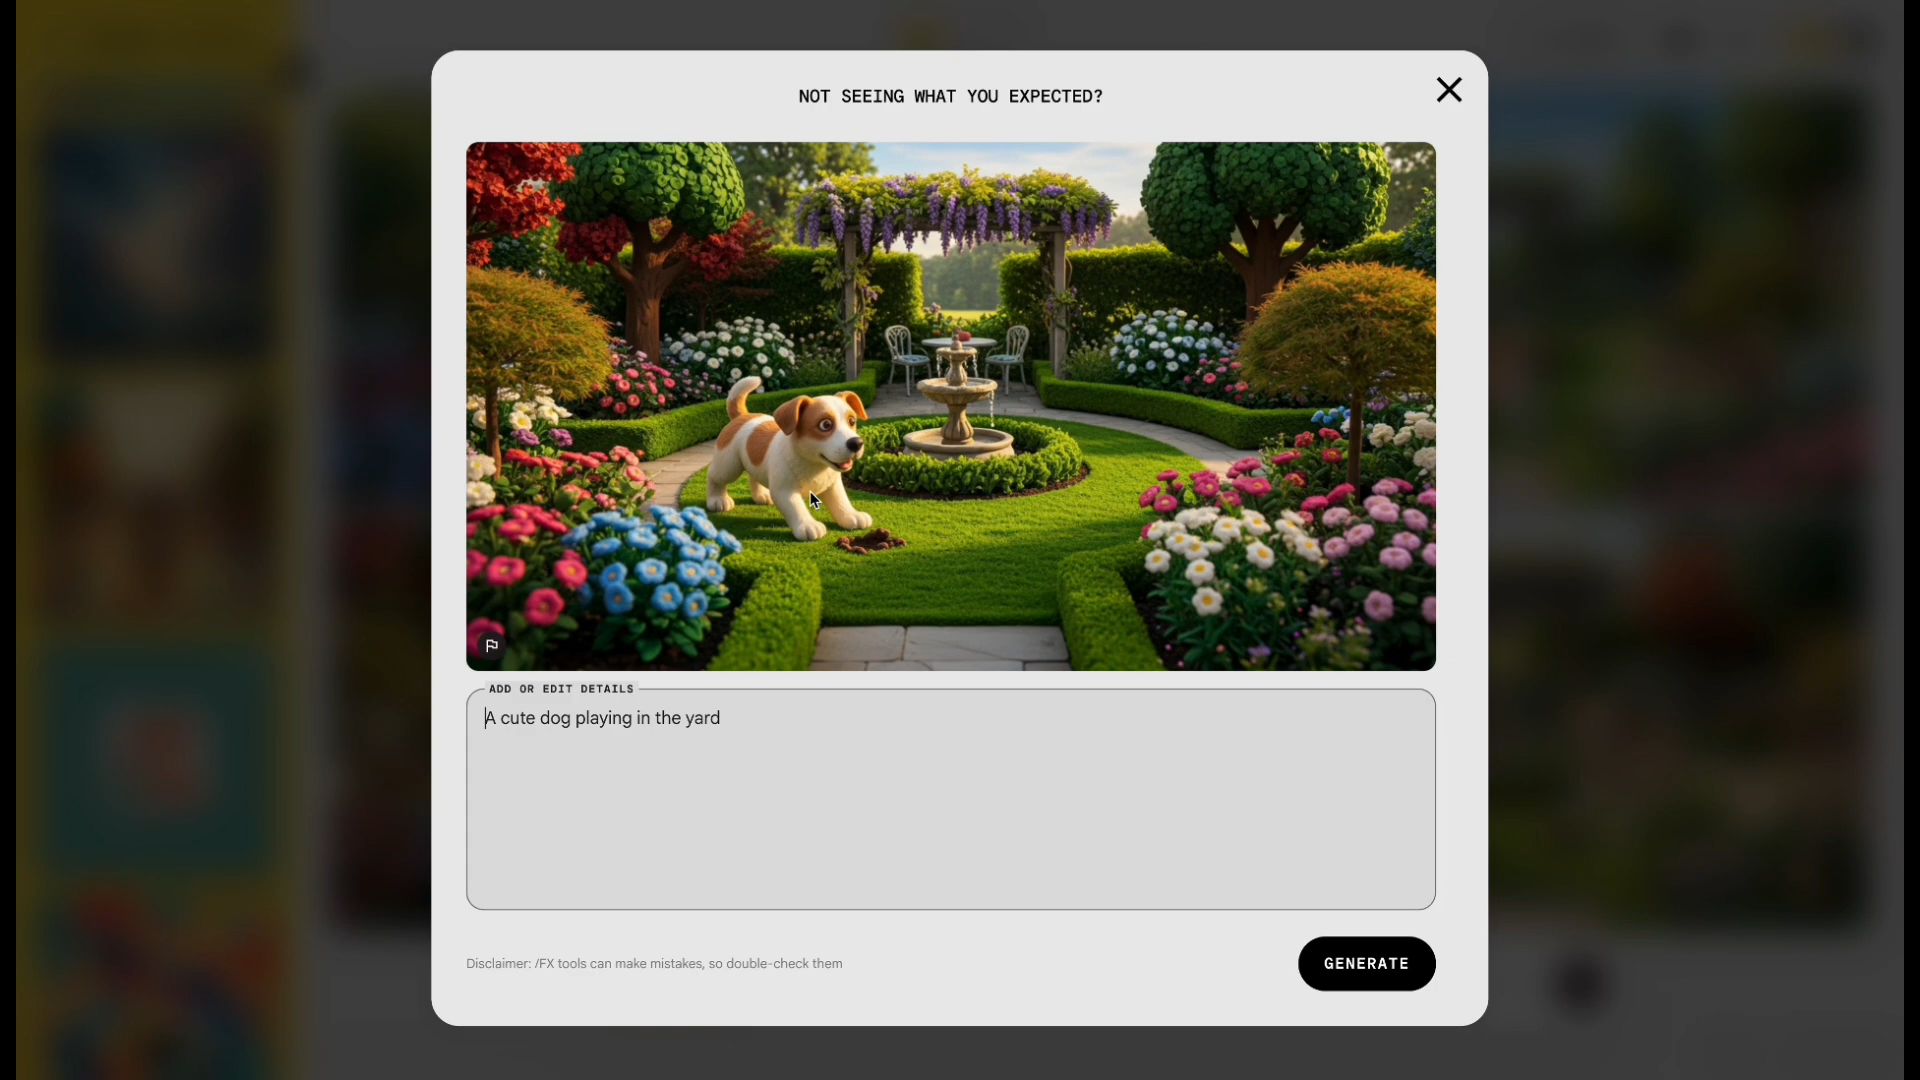 NOT SEEING WHAT YOU EXPECTED?
ADD OR EDIT DETAILS
A cute dog playing in the yard
Disclaimer: /FX tools can make mistakes, so double-check them
GENERATE